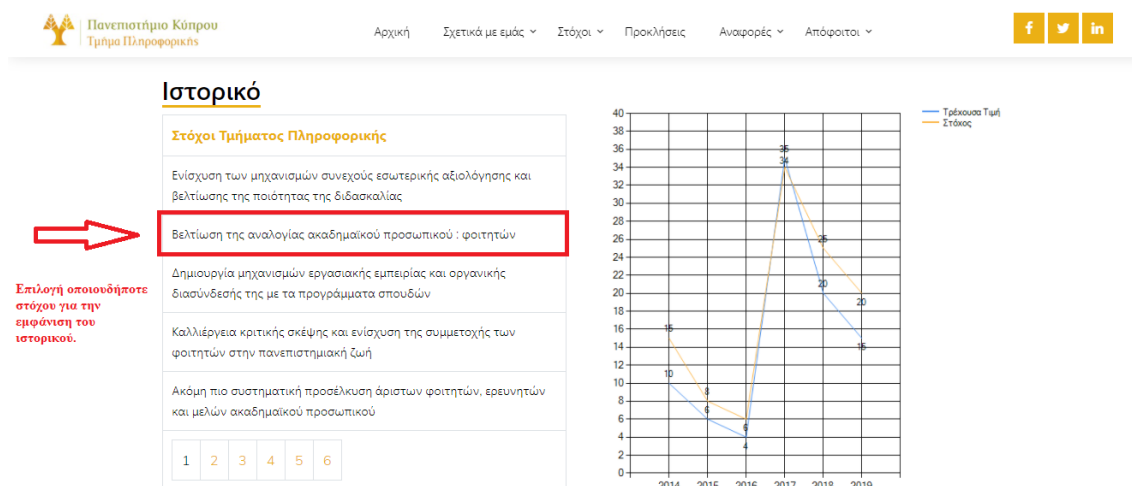 Πανεπιστήμιο Κύπρου
Τμήμα Πληροφορικής
Αρχική Σχετικά με εμάς Στόχοι Προκλήσεις Αναφορές Απόφοιτοι
Ιστορικό
Στόχοι Τμήματος Πληροφορικής
Ενίσχυση των μηχανισμών συνεχούς εσωτερικής αξιολόγησης και
βελτίωσης της ποιότητας της διδασκαλίας
Βελτίωση της αναλογίας ακαδημαϊκού προσωπικού : φοιτητών
Δημιουργία μηχανισμών εργασιακής εμπειρίας και οργανικής
διασύνδεσής της με τα προγράμματα σπουδών
Καλλιέργεια κριτικής σκέψης και ενίσχυση της συμμετοχής των
φοιτητών στην πανεπιστημιακή ζωή
Ακόμη πιο συστηματική προσέλκυση άριστων φοιτητών, ερευνητών
και μελών ακαδημαϊκού προσωπικού
1 2 3 4 5 6
Επιλογή οποιουδήποτε
στόχου για την
εμφάνιση του
ιστορικού.
Τρέχουσα Τιμή
Στόχος
40
38
36
34
32
30
28
26
24
22
20
18
16
14
12
10
8
6
4
2
0
15
10
8
6
6
4
35
34
25
20
20
15
2014 2015 2016 2017 2018 2019